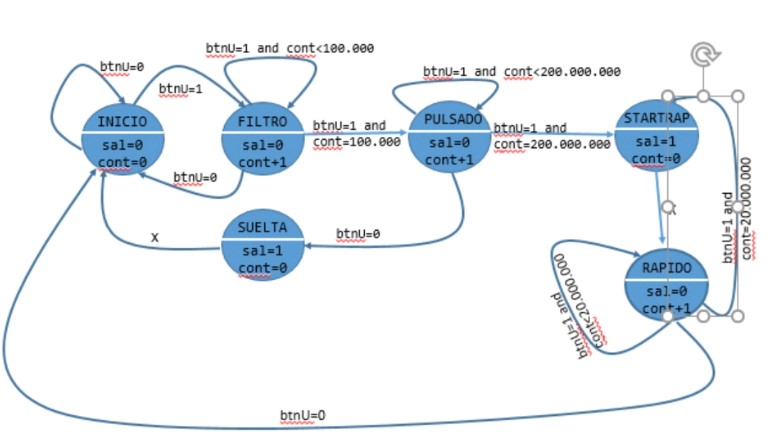 btnU=1 and cont<100.000
btnU=0
btnU=1
btnU=1 and cont<200.000.000
INICIO
sal=0
cont=0
FILTRO
sal=0
cont+1
btnU=1 and
cont=100.000
PULSADO
sal=0
cont+1
btnU=1 and
cont=200.000.000
STARTRAP
sal=1
cont=0
btnU=0
X
SUELTA
sal=1
cont=0
btnU=0
X
btnU=1 and
cont=20.000.000
RAPIDO
sal=0
cont+1
btnU=1 and
cont<20.000.000
btnU=0